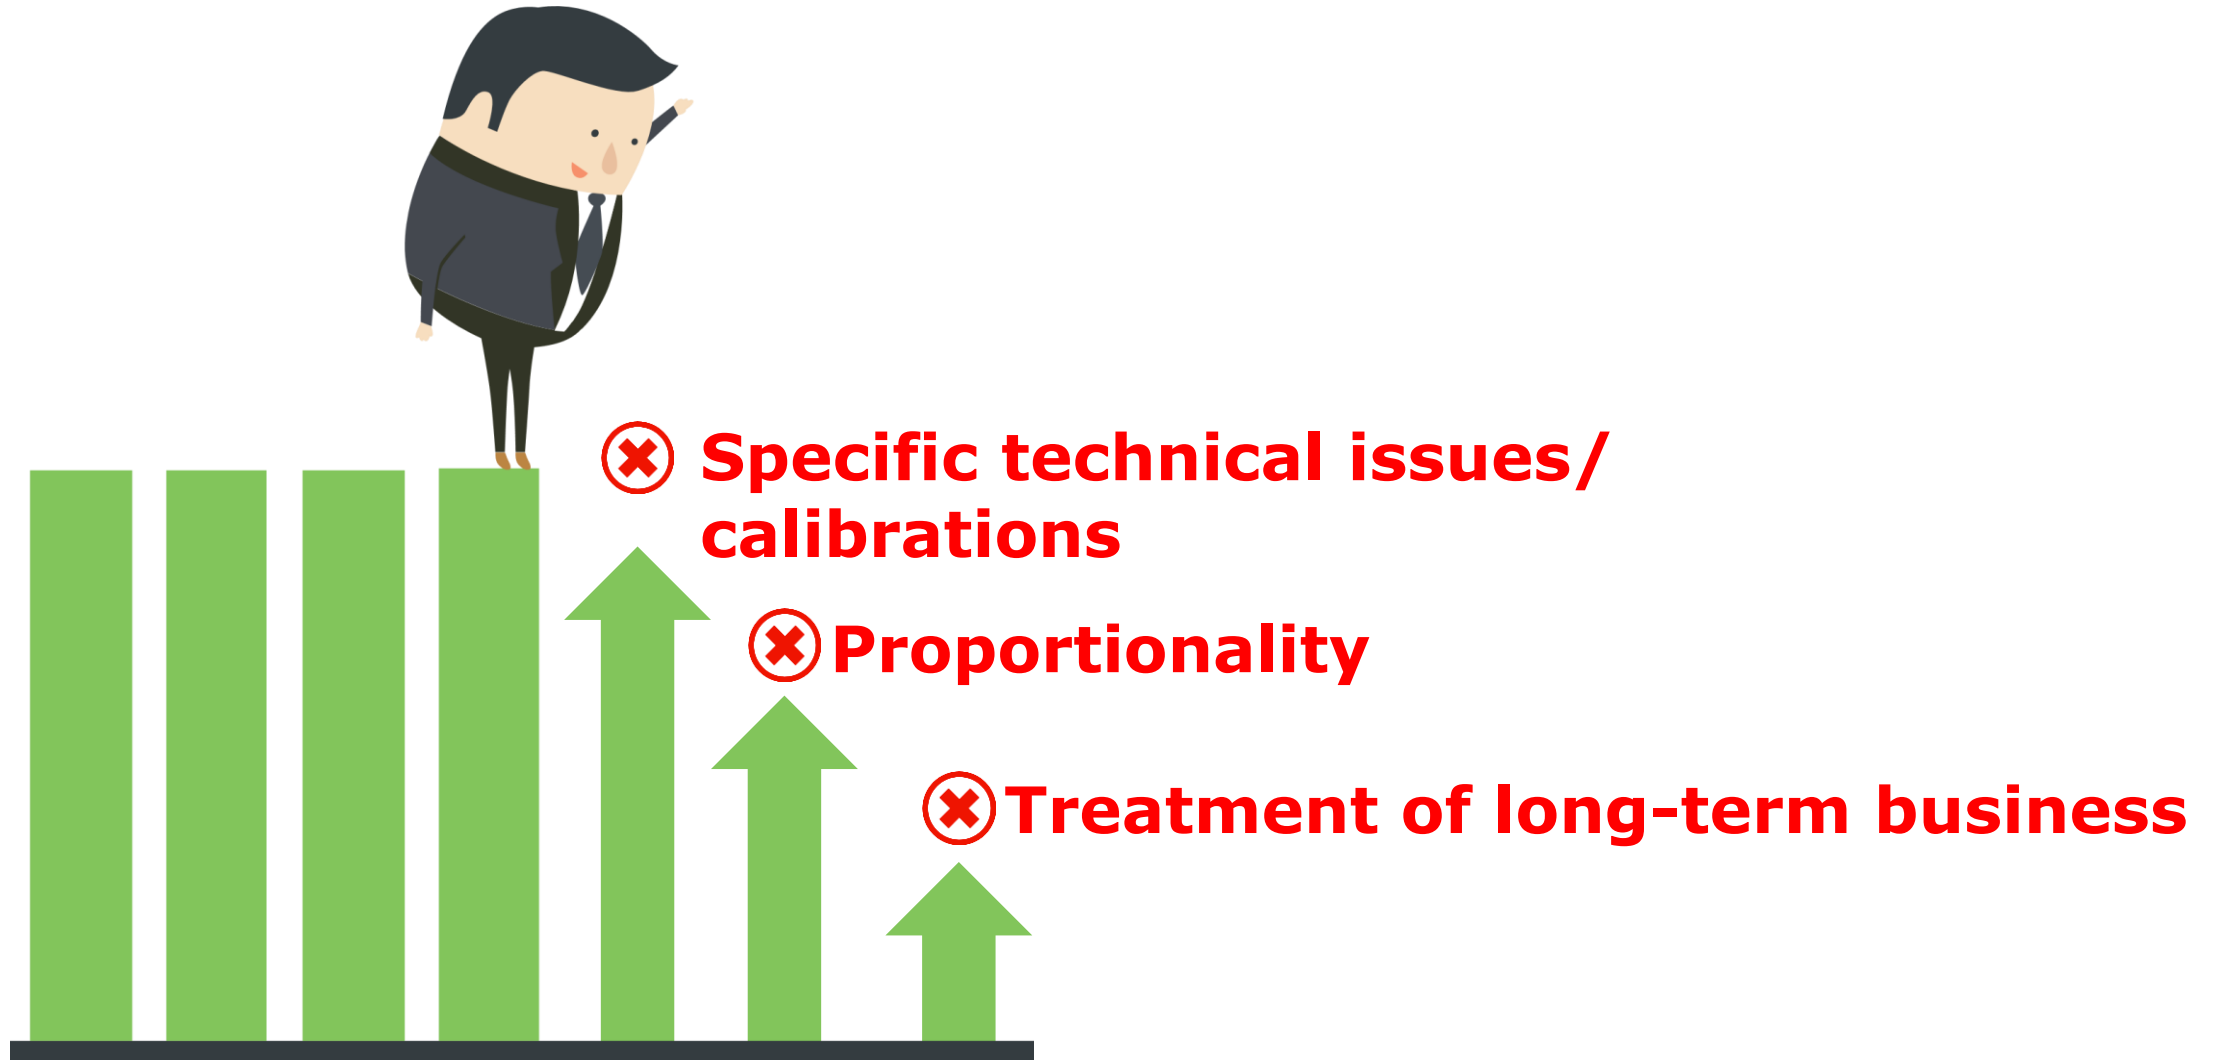 Specific technical issues/
calibrations
Proportionality
Treatment of long-term business